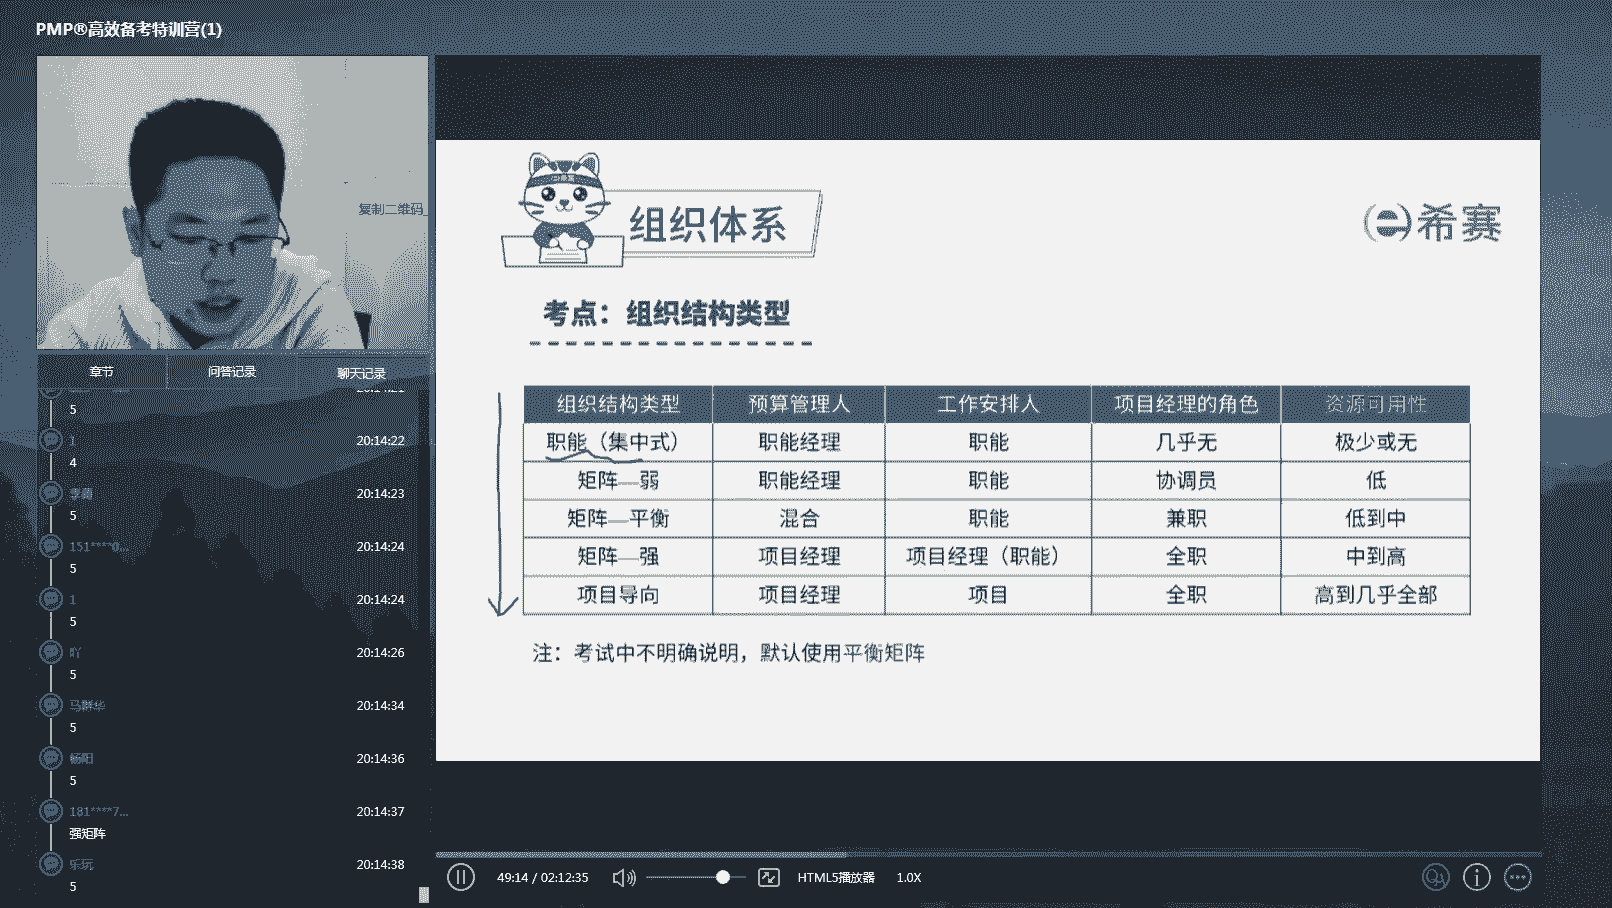 PMP®高效备考特训营(1)
复制二维码_
章节
问答记录
聊天记录
5
1
20:14:22
4
李蔺
20:14:23
5
151****0...
20:14:24
5
1
20:14:24
5
吖
20:14:26
5
马群华
20:14:34
5
杨阳
20:14:36
5
181****7...
20:14:37
强矩阵
乐玩
20:14:38
5
组织体系
希赛
考点：组织结构类型
组织结构类型 预算管理人 工作安排人 项目经理的角色 资源可用性
职能（集中式） 职能经理 职能 几乎无 极少或无
矩阵—弱 职能经理 职能 协调员 低
矩阵—平衡 混合 职能 兼职 低到中
矩阵—强 项目经理 项目经理（职能） 全职 中到高
项目导向 项目经理 项目 全职 高到几乎全部
注：考试中不明确说明，默认使用平衡矩阵
49:14 / 02:12:35
HTML5播放器
1.0X